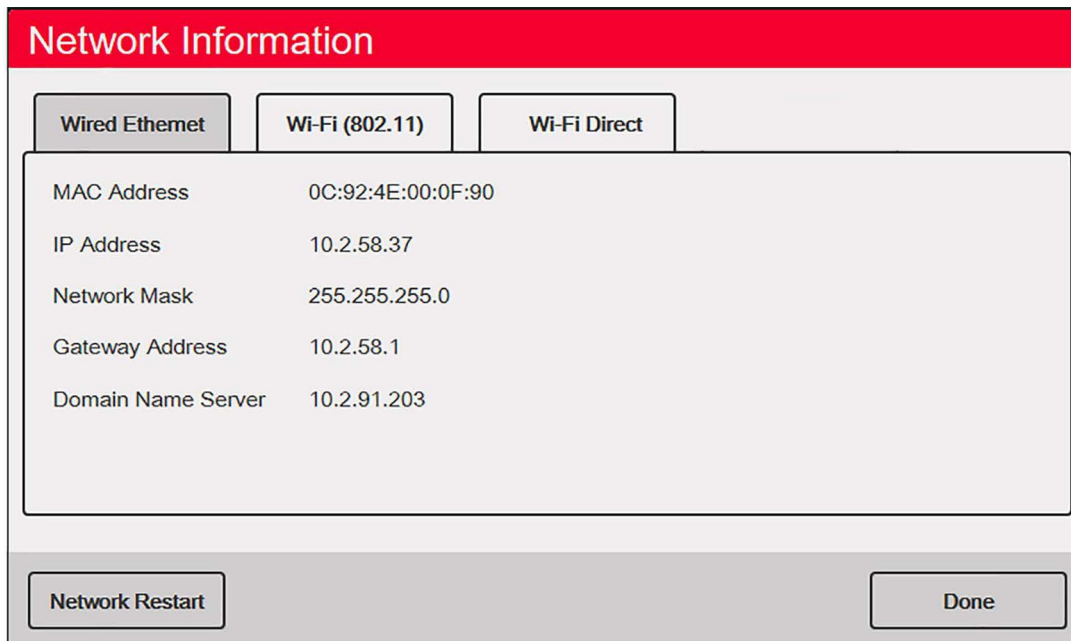 Network Information
Wired Ethernet Wi-Fi (802.11) Wi-Fi Direct
MAC Address 0C:92:4E:00:0F:90
IP Address 10.2.58.37
Network Mask 255.255.255.0
Gateway Address 10.2.58.1
Domain Name Server 10.2.91.203
Network Restart Done